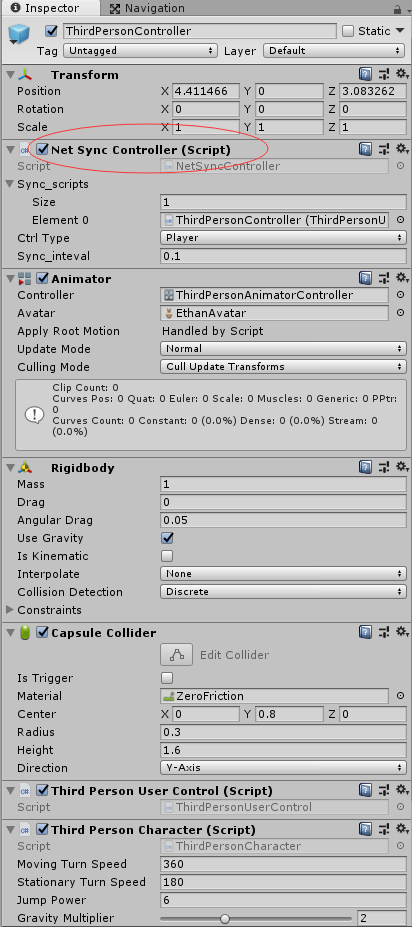 Inspector Navigation
ThirdPersonController Static
Tag Untagged Layer Default
Transform
Position X 4.411466 Y 0 Z 3.083262
Rotation X 0 Y 0 Z 0
Scale X 1 Y 1 Z 1
Net Sync Controller (Script)
Script NetSyncController
Sync_scripts
Size 1
Element 0 ThirdPersonController (ThirdPersonU
Ctrl Type Player
Sync_inteval 0.1
Animator
Controller ThirdPersonAnimatorController
Avatar EthanAvatar
Apply Root Motion Handled by Script
Update Mode Normal
Culling Mode Cull Update Transforms
Clip Count: 0
Curves Pos: 0 Quat: 0 Euler: 0 Scale: 0 Muscles: 0 Generic: 0 PPtr:
0
Curves Count: 0 Constant: 0 (0.0%) Dense: 0 (0.0%) Stream: 0
(0.0%)
Rigidbody
Mass 1
Drag 0
Angular Drag 0.05
Use Gravity
Is Kinematic
Interpolate None
Collision Detection Discrete
Constraints
Capsule Collider
Edit Collider
Is Trigger
Material ZeroFriction
Center X 0 Y 0.8 Z 0
Radius 0.3
Height 1.6
Direction Y-Axis
Third Person User Control (Script)
Script ThirdPersonUserControl
Third Person Character (Script)
Script ThirdPersonCharacter
Moving Turn Speed 360
Stationary Turn Speed 180
Jump Power 6
Gravity Multiplier 2